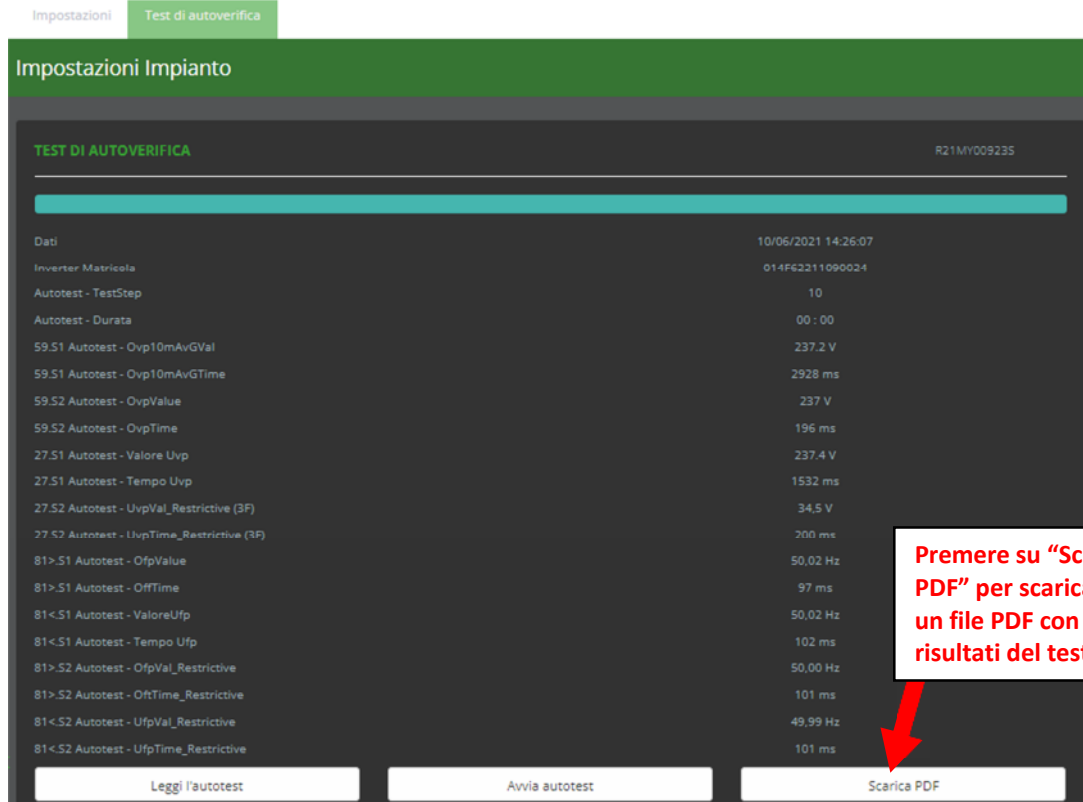 Impostazioni Test di autoverifica
Impostazioni Impianto
TEST DI AUTOVERIFICA R21MY00923S
Dati 10/06/2021 14:26:07
Inverter Matricola 014F62211090024
Autotest - TestStep 10
Autotest - Durata 00 : 00
59.S1 Autotest - Ovp10mAvGVal 237.2 V
59.S1 Autotest - Ovp10mAvGTime 2928 ms
59.S2 Autotest - OvpValue 237 V
59.S2 Autotest - OvpTime 196 ms
27.S1 Autotest - Valore Uvp 237.4 V
27.S1 Autotest - Tempo Uvp 1532 ms
27.S2 Autotest - UvpVal_Restrictive (3F) 34,5 V
27.S2 Autotest - UvpTime_Restrictive (3F) 200 ms
81>.S1 Autotest - OfpValue 50,02 Hz
81>.S1 Autotest - OffTime 97 ms
81<.S1 Autotest - ValoreUfp 50,02 Hz
81<.S1 Autotest - Tempo Ufp 102 ms
81>.S2 Autotest - OfpVal_Restrictive 50,00 Hz
81>.S2 Autotest - OftTime_Restrictive 101 ms
81<.S2 Autotest - UfpVal_Restrictive 49,99 Hz
81<.S2 Autotest - UfpTime_Restrictive 101 ms
Premere su “Sc
PDF” per scarica
un file PDF con
risultati del test
Leggi l'autotest Avvia autotest Scarica PDF